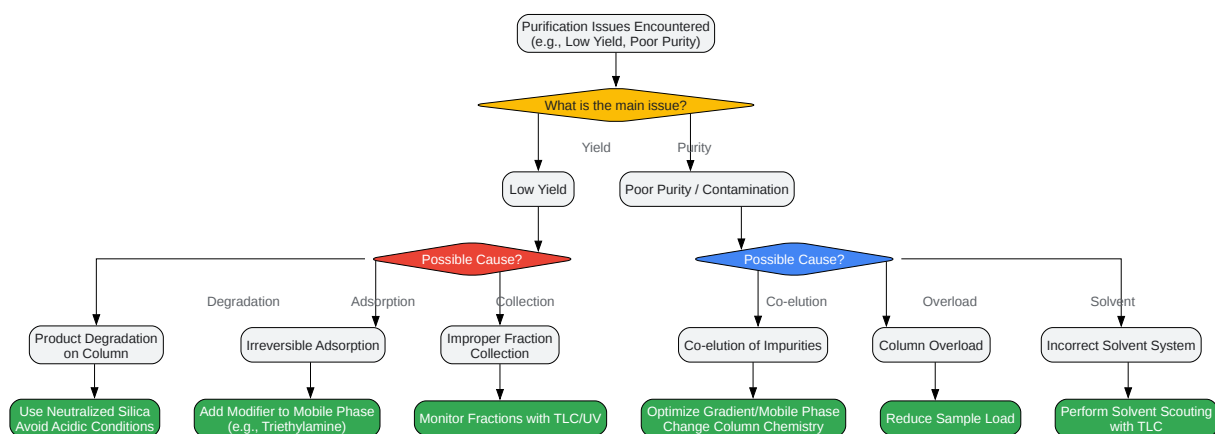 Purification Issues Encountered
(e.g., Low Yield, Poor Purity)
What is the main issue?
Yield
Purity
Low Yield
Poor Purity / Contamination
Possible Cause?
Possible Cause?
Degradation
Adsorption
Collection
Co-elution
Overload
Solvent
Product Degradation
on Column
Irreversible Adsorption
Improper Fraction
Collection
Co-elution of Impurities
Column Overload
Incorrect Solvent System
Use Neutralized Silica
Avoid Acidic Conditions
Add Modifier to Mobile Phase
(e.g., Triethylamine)
Monitor Fractions with TLC/UV
Optimize Gradient/Mobile Phase
Change Column Chemistry
Reduce Sample Load
Perform Solvent Scouting
with TLC